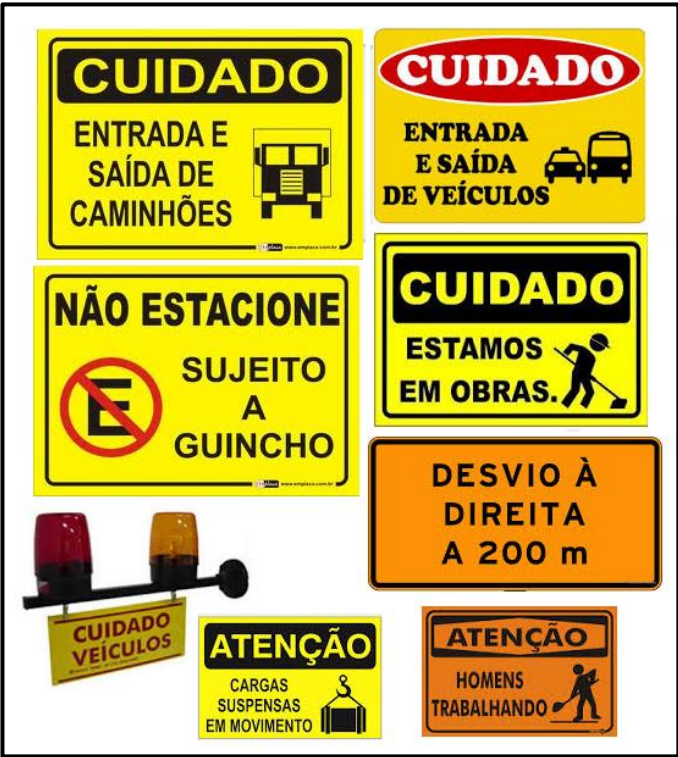 CUIDADO
ENTRADA E
SAÍDA DE
CAMINHÕES
www.emplaca.com.br
CUIDADO
ENTRADA
E SAÍDA
DE VEÍCULOS
NÃO ESTACIONE
E
SUJEITO
A
GUINCHO
www.emplaca.com.br
CUIDADO
ESTAMOS
EM OBRAS.
DESVIO À
DIREITA
A 200 m
CUIDADO
VEÍCULOS
ATENÇÃO
CARGAS
SUSPENSAS
EM MOVIMENTO
ATENÇÃO
HOMENS
TRABALHANDO